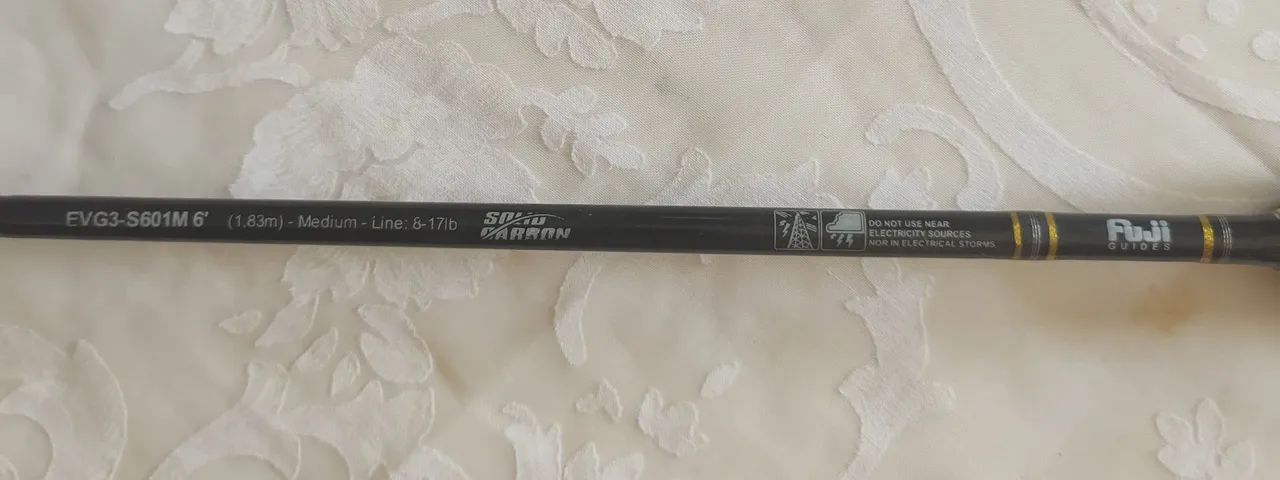 EVG3-S601M 6' (1,83m) - Medium - Line: 8-17lb
SOLID
CARBON
DO NOT USE NEAR
ELECTRICITY SOURCES
NOR IN ELECTRICAL STORMS
Fuji
GUIDES